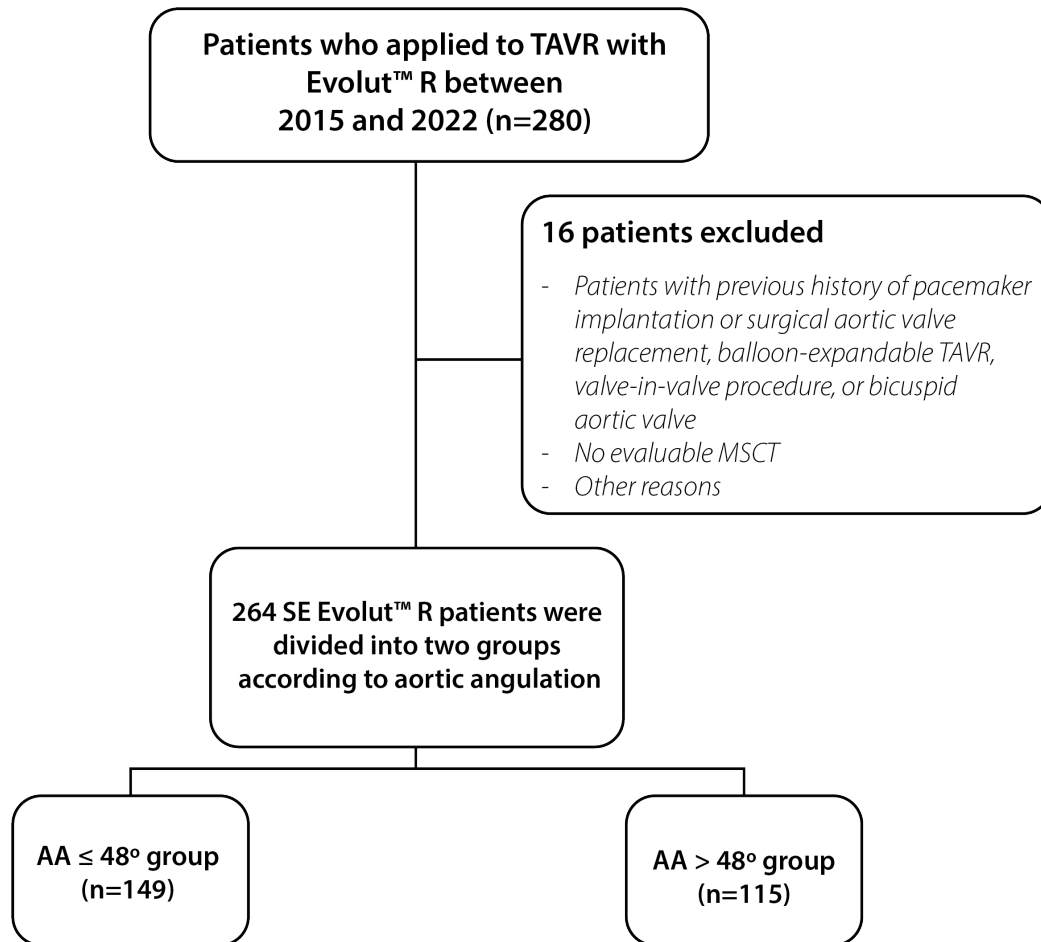 Patients who applied to TAVR with
Evolut™ R between
2015 and 2022 (n=280)
16 patients excluded
- Patients with previous history of pacemaker
implantation or surgical aortic valve
replacement, balloon-expandable TAVR,
valve-in-valve procedure, or bicuspid
aortic valve
- No evaluable MSCT
- Other reasons
264 SE Evolut™ R patients were
divided into two groups
according to aortic angulation
AA ≤ 48º group
(n=149)
AA > 48º group
(n=115)